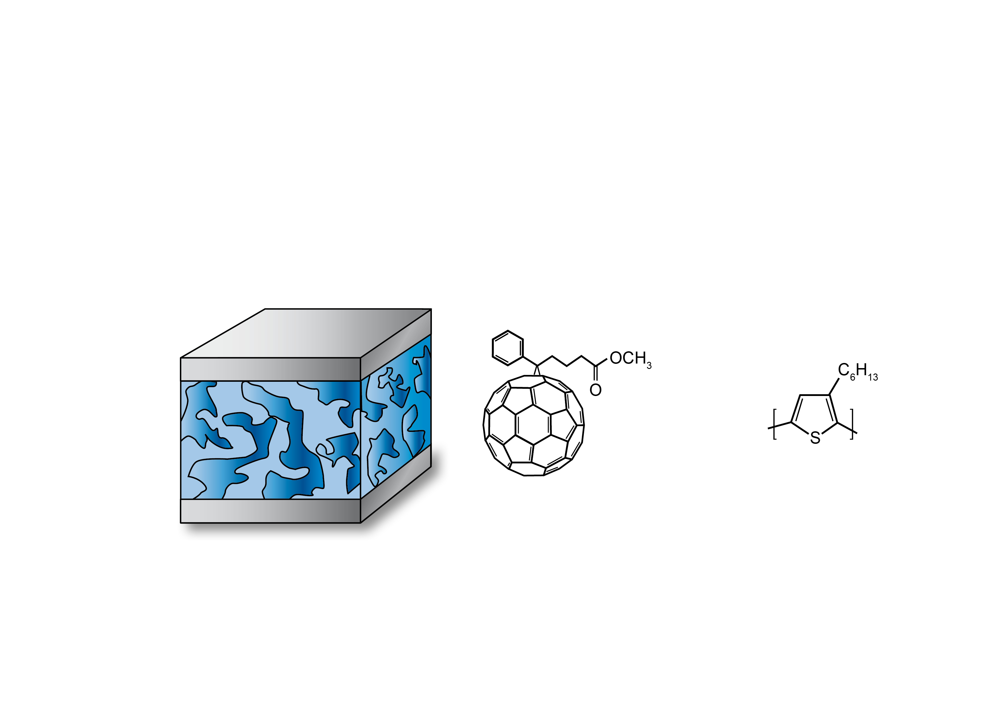 OCH3
O
C6H13
[ ]
S